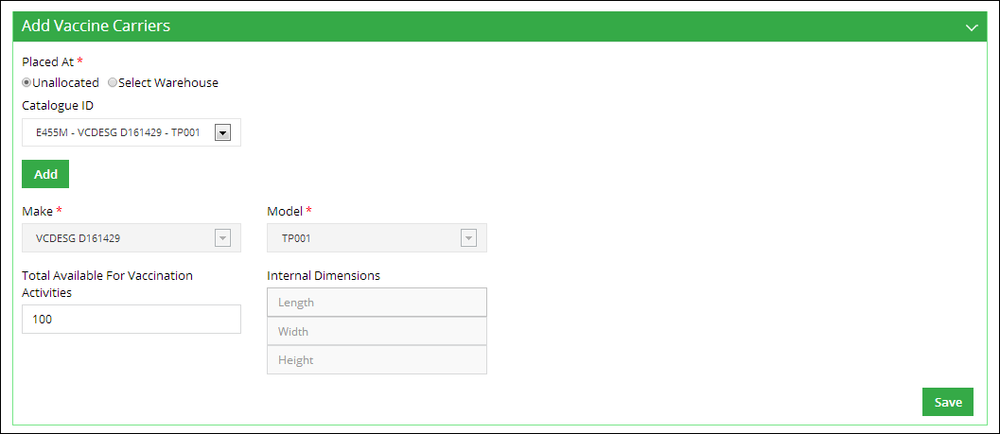 Add Vaccine Carriers
Placed At *
Unallocated Select Warehouse
Catalogue ID
E455M - VCDESG D161429 - TP001
Add
Make * Model *
VCDESG D161429 TP001
Total Available For Vaccination Activities Internal Dimensions
100 Length
Width
Height
Save